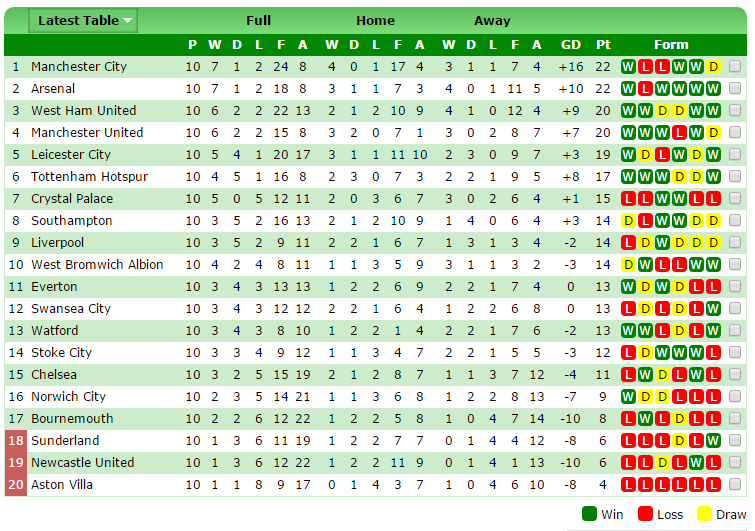 Latest Table Full Home Away
P W D L F A W D L F A W D L F A GD Pt Form
1 Manchester City 10 7 1 2 24 8 4 0 1 17 4 3 1 1 7 4 +16 22 W L L W W D
2 Arsenal 10 7 1 2 18 8 3 1 1 7 3 4 0 1 11 5 +10 22 W L W W W W
3 West Ham United 10 6 2 2 22 13 2 1 2 10 9 4 1 0 12 4 +9 20 W W D D W W
4 Manchester United 10 6 2 2 15 8 3 2 0 7 1 3 0 2 8 7 +7 20 W W W L W D
5 Leicester City 10 5 4 1 20 17 3 1 1 11 10 2 3 0 9 7 +3 19 W D L W D W
6 Tottenham Hotspur 10 4 5 1 16 8 2 3 0 7 3 2 2 1 9 5 +8 17 W W W D D W
7 Crystal Palace 10 5 0 5 12 11 2 0 3 6 7 3 0 2 6 4 +1 15 L L W W L L
8 Southampton 10 3 5 2 16 13 2 1 2 10 9 1 4 0 6 4 +3 14 D L W W D D
9 Liverpool 10 3 5 2 9 11 2 2 1 6 7 1 3 1 3 4 -2 14 L D W D D D
10 West Bromwich Albion 10 4 2 4 8 11 1 1 3 5 9 3 1 1 3 2 -3 14 D W L L W W
11 Everton 10 3 4 3 13 13 1 2 2 6 9 2 2 1 7 4 0 13 W D W D L L
12 Swansea City 10 3 4 3 12 12 2 2 1 6 4 1 2 2 6 8 0 13 L D L D L W
13 Watford 10 3 4 3 8 10 1 2 2 1 4 2 2 1 7 6 -2 13 W W L D L W
14 Stoke City 10 3 3 4 9 12 1 1 3 4 7 2 2 1 5 5 -3 12 L D W W W L
15 Chelsea 10 3 2 5 15 19 2 1 2 8 7 1 1 3 7 12 -4 11 L W D L W L
16 Norwich City 10 2 3 5 14 21 1 1 3 6 8 1 2 2 8 13 -7 9 W D D L L L
17 Bournemouth 10 2 2 6 12 22 1 2 2 5 8 1 0 4 7 14 -10 8 L W L D L L
18 Sunderland 10 1 3 6 11 19 1 2 2 7 7 0 1 4 4 12 -8 6 L L L D L W
19 Newcastle United 10 1 3 6 12 22 1 2 2 11 9 0 1 4 1 13 -10 6 L L D L W L
20 Aston Villa 10 1 1 8 9 17 0 1 4 3 7 1 0 4 6 10 -8 4 L L L L L L
Win Loss Draw